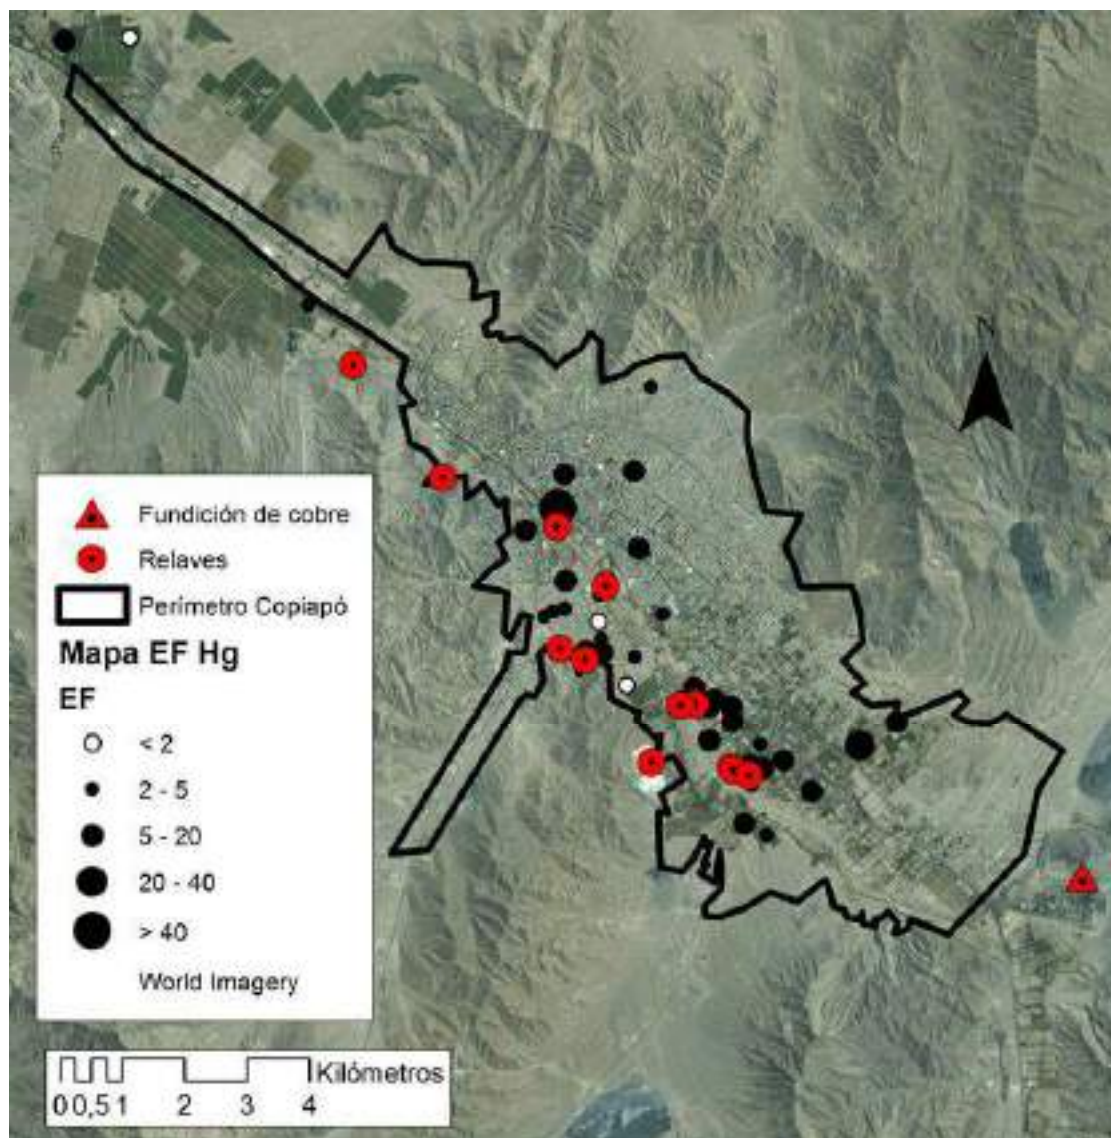 N
Fundición de cobre
Relaves
Perímetro Copiapó
Mapa EF Hg
EF
< 2
2 - 5
5 - 20
20 - 40
> 40
World Imagery
Kilómetros
0 0,5 1 2 3 4